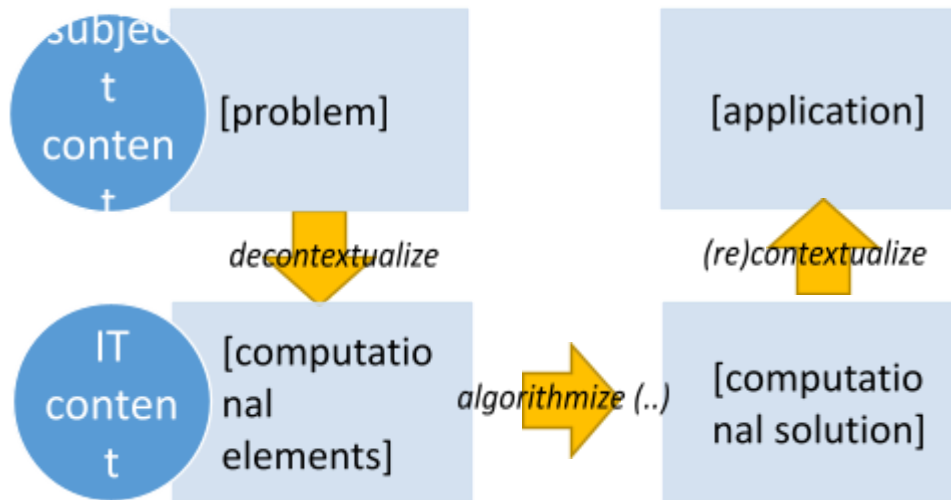 subjec
t
conten
t
[problem]
[application]
decontextualize
(re)contextualize
IT
conten
t
[computatio
nal
elements]
algorithmize (..)
[computatio
nal solution]